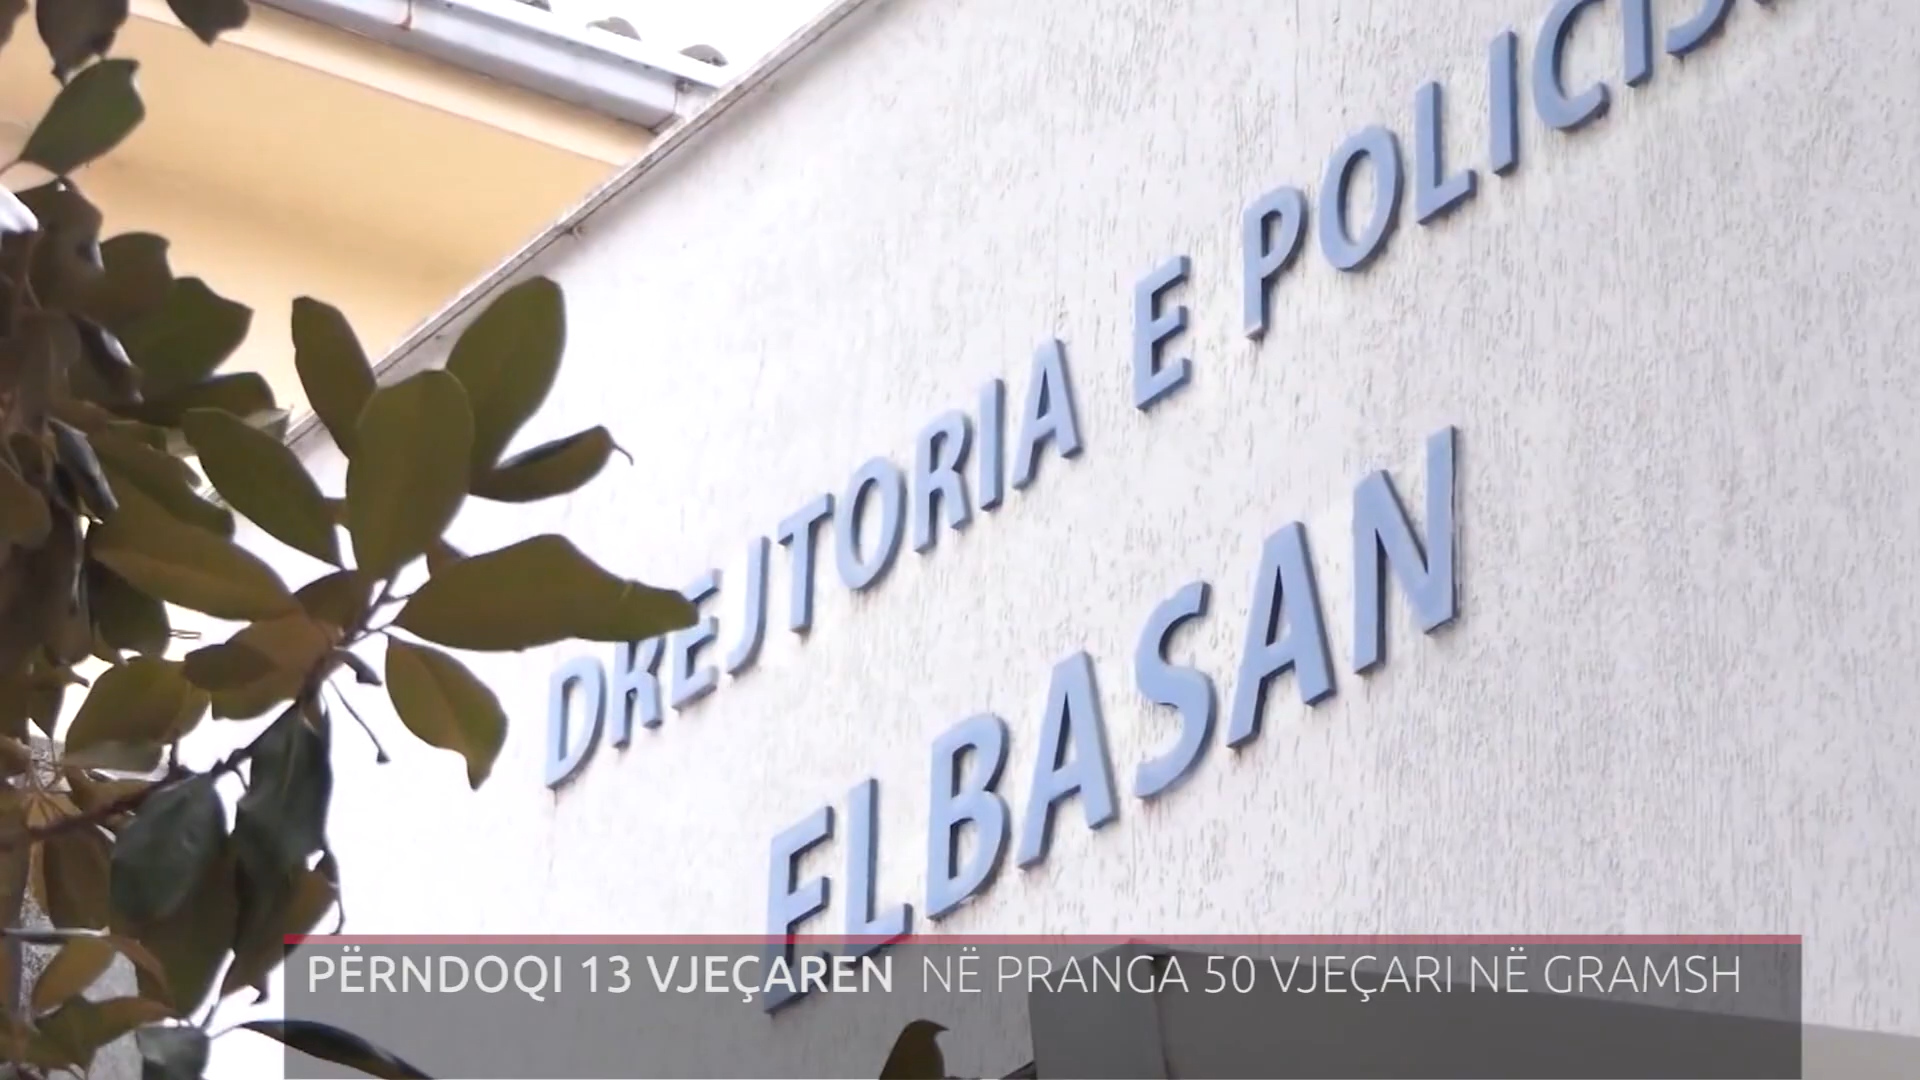 DREJTORIA E POLICIS
ELBASAN
PËRNDOQI 13 VJEÇAREN NË PRANGA 50 VJEÇARI NË GRAMSH